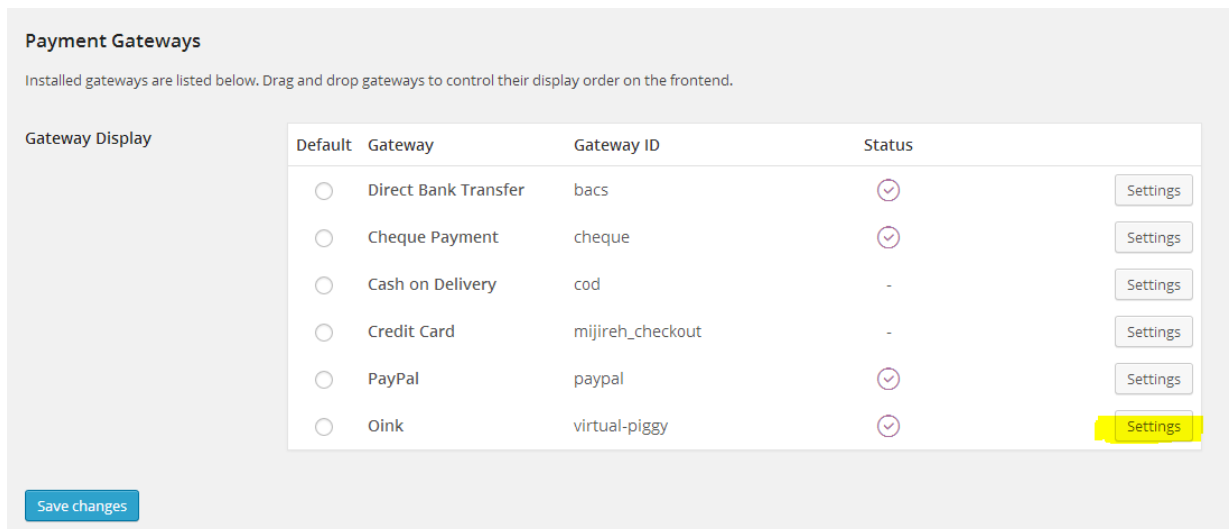 Payment Gateways
Installed gateways are listed below. Drag and drop gateways to control their display order on the frontend.
Gateway Display
Default Gateway Gateway ID Status
Direct Bank Transfer bacs Settings
Cheque Payment cheque Settings
Cash on Delivery cod - Settings
Credit Card mijireh_checkout - Settings
PayPal paypal Settings
Oink virtual-piggy Settings
Save changes